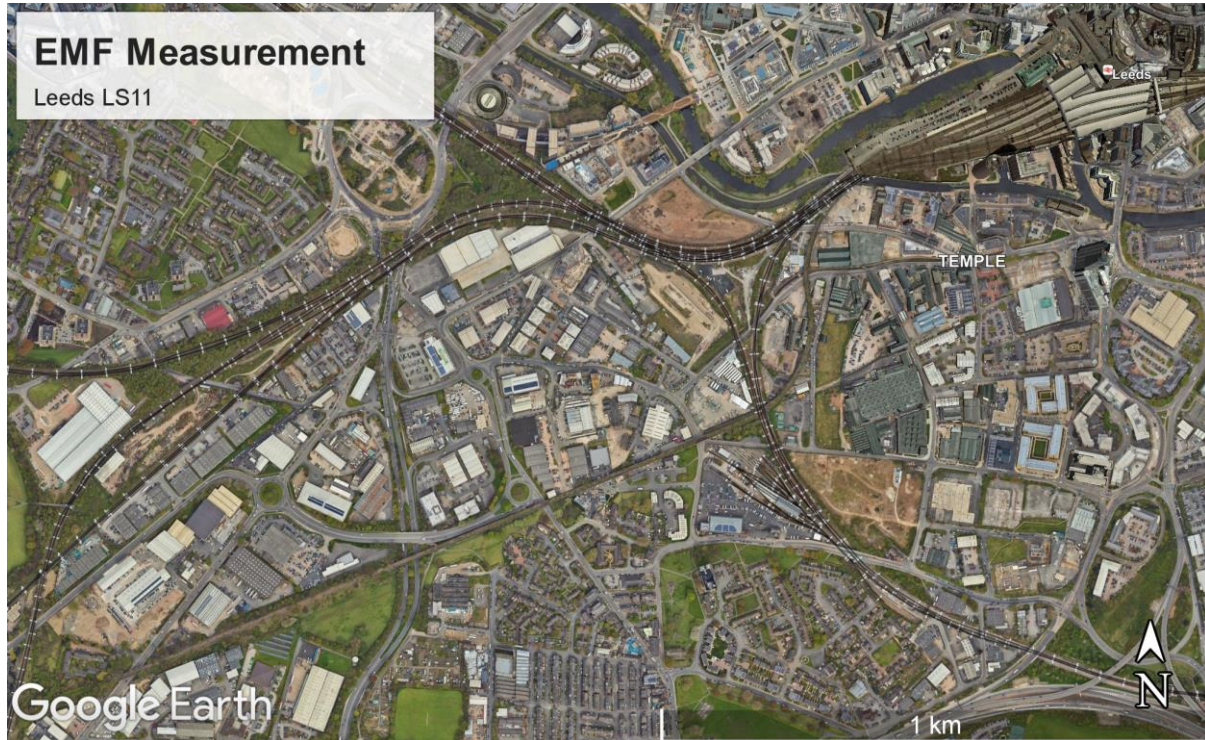 EMF Measurement
Leeds LS11
Leeds
TEMPLE
Google Earth
1 km
N